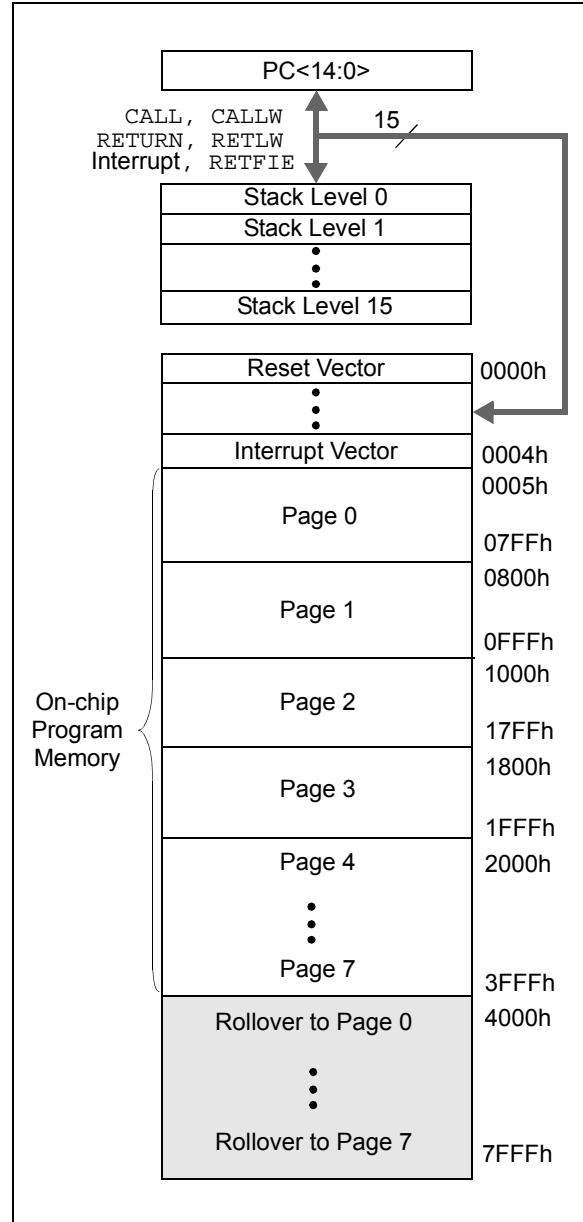 PC<14:0>
CALL, CALLW
15
RETURN, RETLW
Interrupt, RETFIE
Stack Level 0
Stack Level 1
Stack Level 15
Reset Vector
0000h
Interrupt Vector
0004h
0005h
Page 0
07FFh
0800h
Page 1
0FFFh
1000h
On-chip
Program
Memory
Page 2
17FFh
1800h
Page 3
1FFFh
Page 4
2000h
Page 7
3FFFh
Rollover to Page 0
4000h
Rollover to Page 7
7FFFh